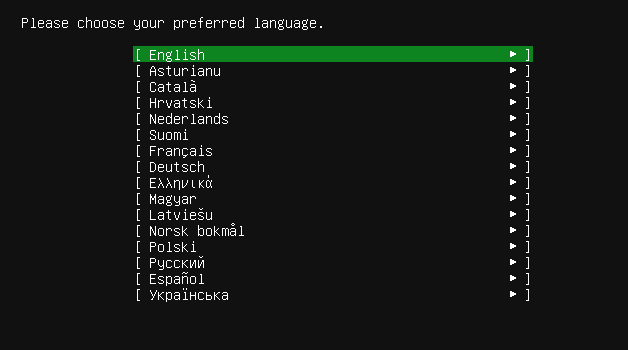 Please choose your preferred language.
[ English ► ]
[ Asturianu ► ]
[ Català ► ]
[ Hrvatski ► ]
[ Nederlands ► ]
[ Suomi ► ]
[ Français ► ]
[ Deutsch ► ]
[ Ελληνικά ► ]
[ Magyar ► ]
[ Latviešu ► ]
[ Norsk bokmål ► ]
[ Polski ► ]
[ Русский ► ]
[ Español ► ]
[ Українська ► ]